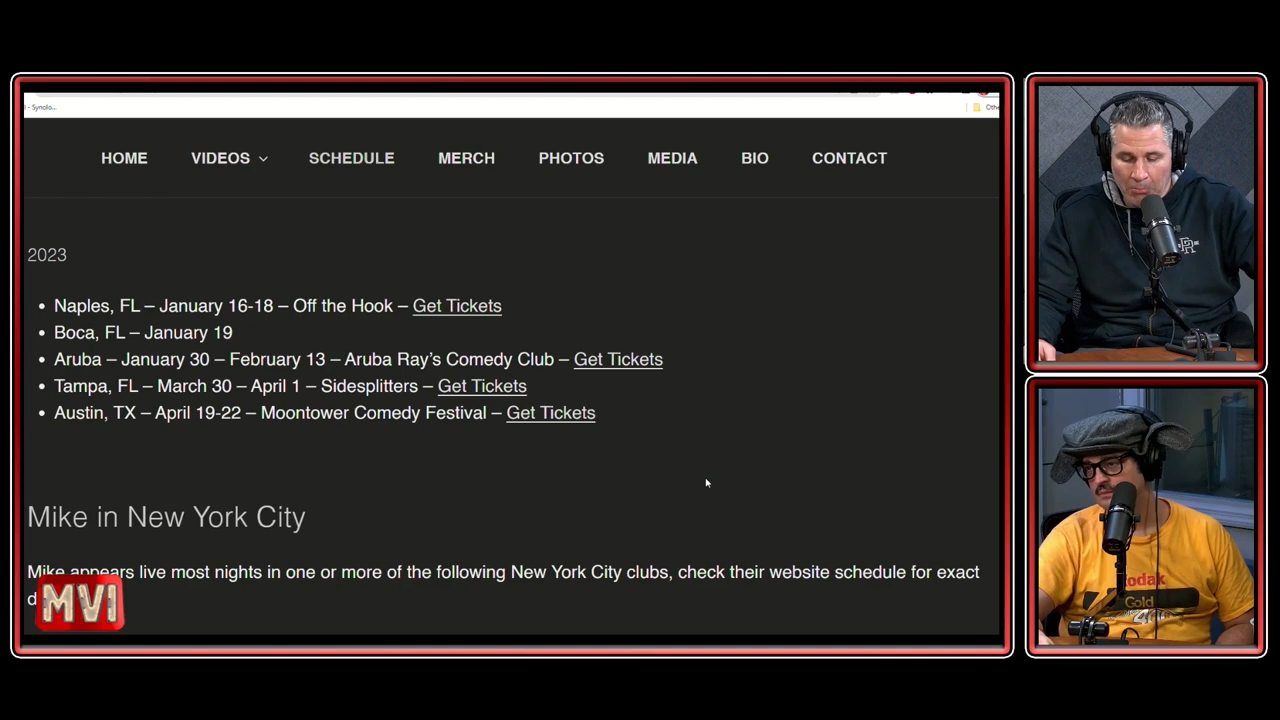 - Synolo...
Othe
HOME VIDEOS SCHEDULE MERCH PHOTOS MEDIA BIO CONTACT
2023
• Naples, FL – January 16-18 – Off the Hook – Get Tickets
• Boca, FL – January 19
• Aruba – January 30 – February 13 – Aruba Ray's Comedy Club – Get Tickets
• Tampa, FL – March 30 – April 1 – Sidesplitters – Get Tickets
• Austin, TX – April 19-22 – Moontower Comedy Festival – Get Tickets
Mike in New York City
Mike appears live most nights in one or more of the following New York City clubs, check their website schedule for exact
d
MVI
Kodak
Gold